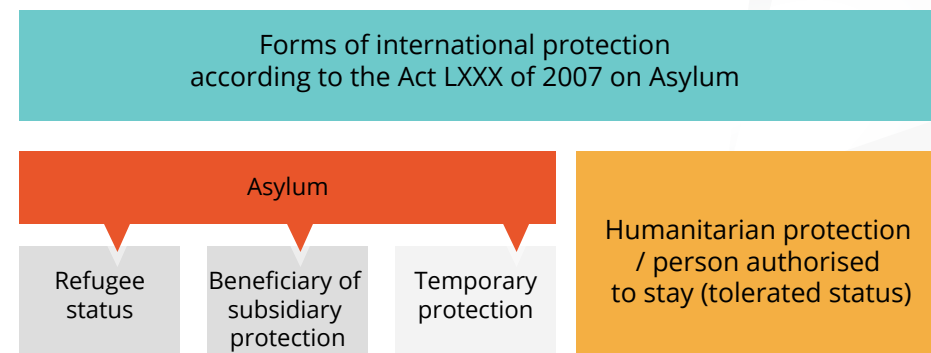 Forms of international protection
according to the Act LXXX of 2007 on Asylum
Asylum
Refugee
status
Beneficiary of
subsidiary
protection
Temporary
protection
Humanitarian protection
/ person authorised
to stay (tolerated status)